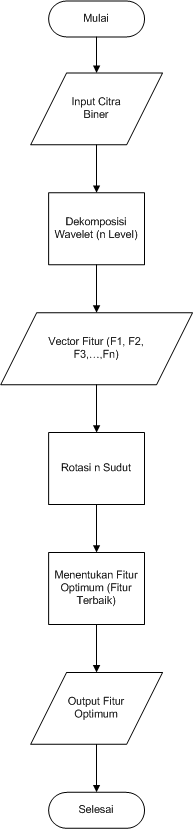 Mulai
Input Citra
Biner
Dekomposisi
Wavelet (n Level)
Vector Fitur (F1, F2,
F3,...,Fn)
Rotasi n Sudut
Menentukan Fitur
Optimum (Fitur
Terbaik)
Output Fitur
Optimum
Selesai